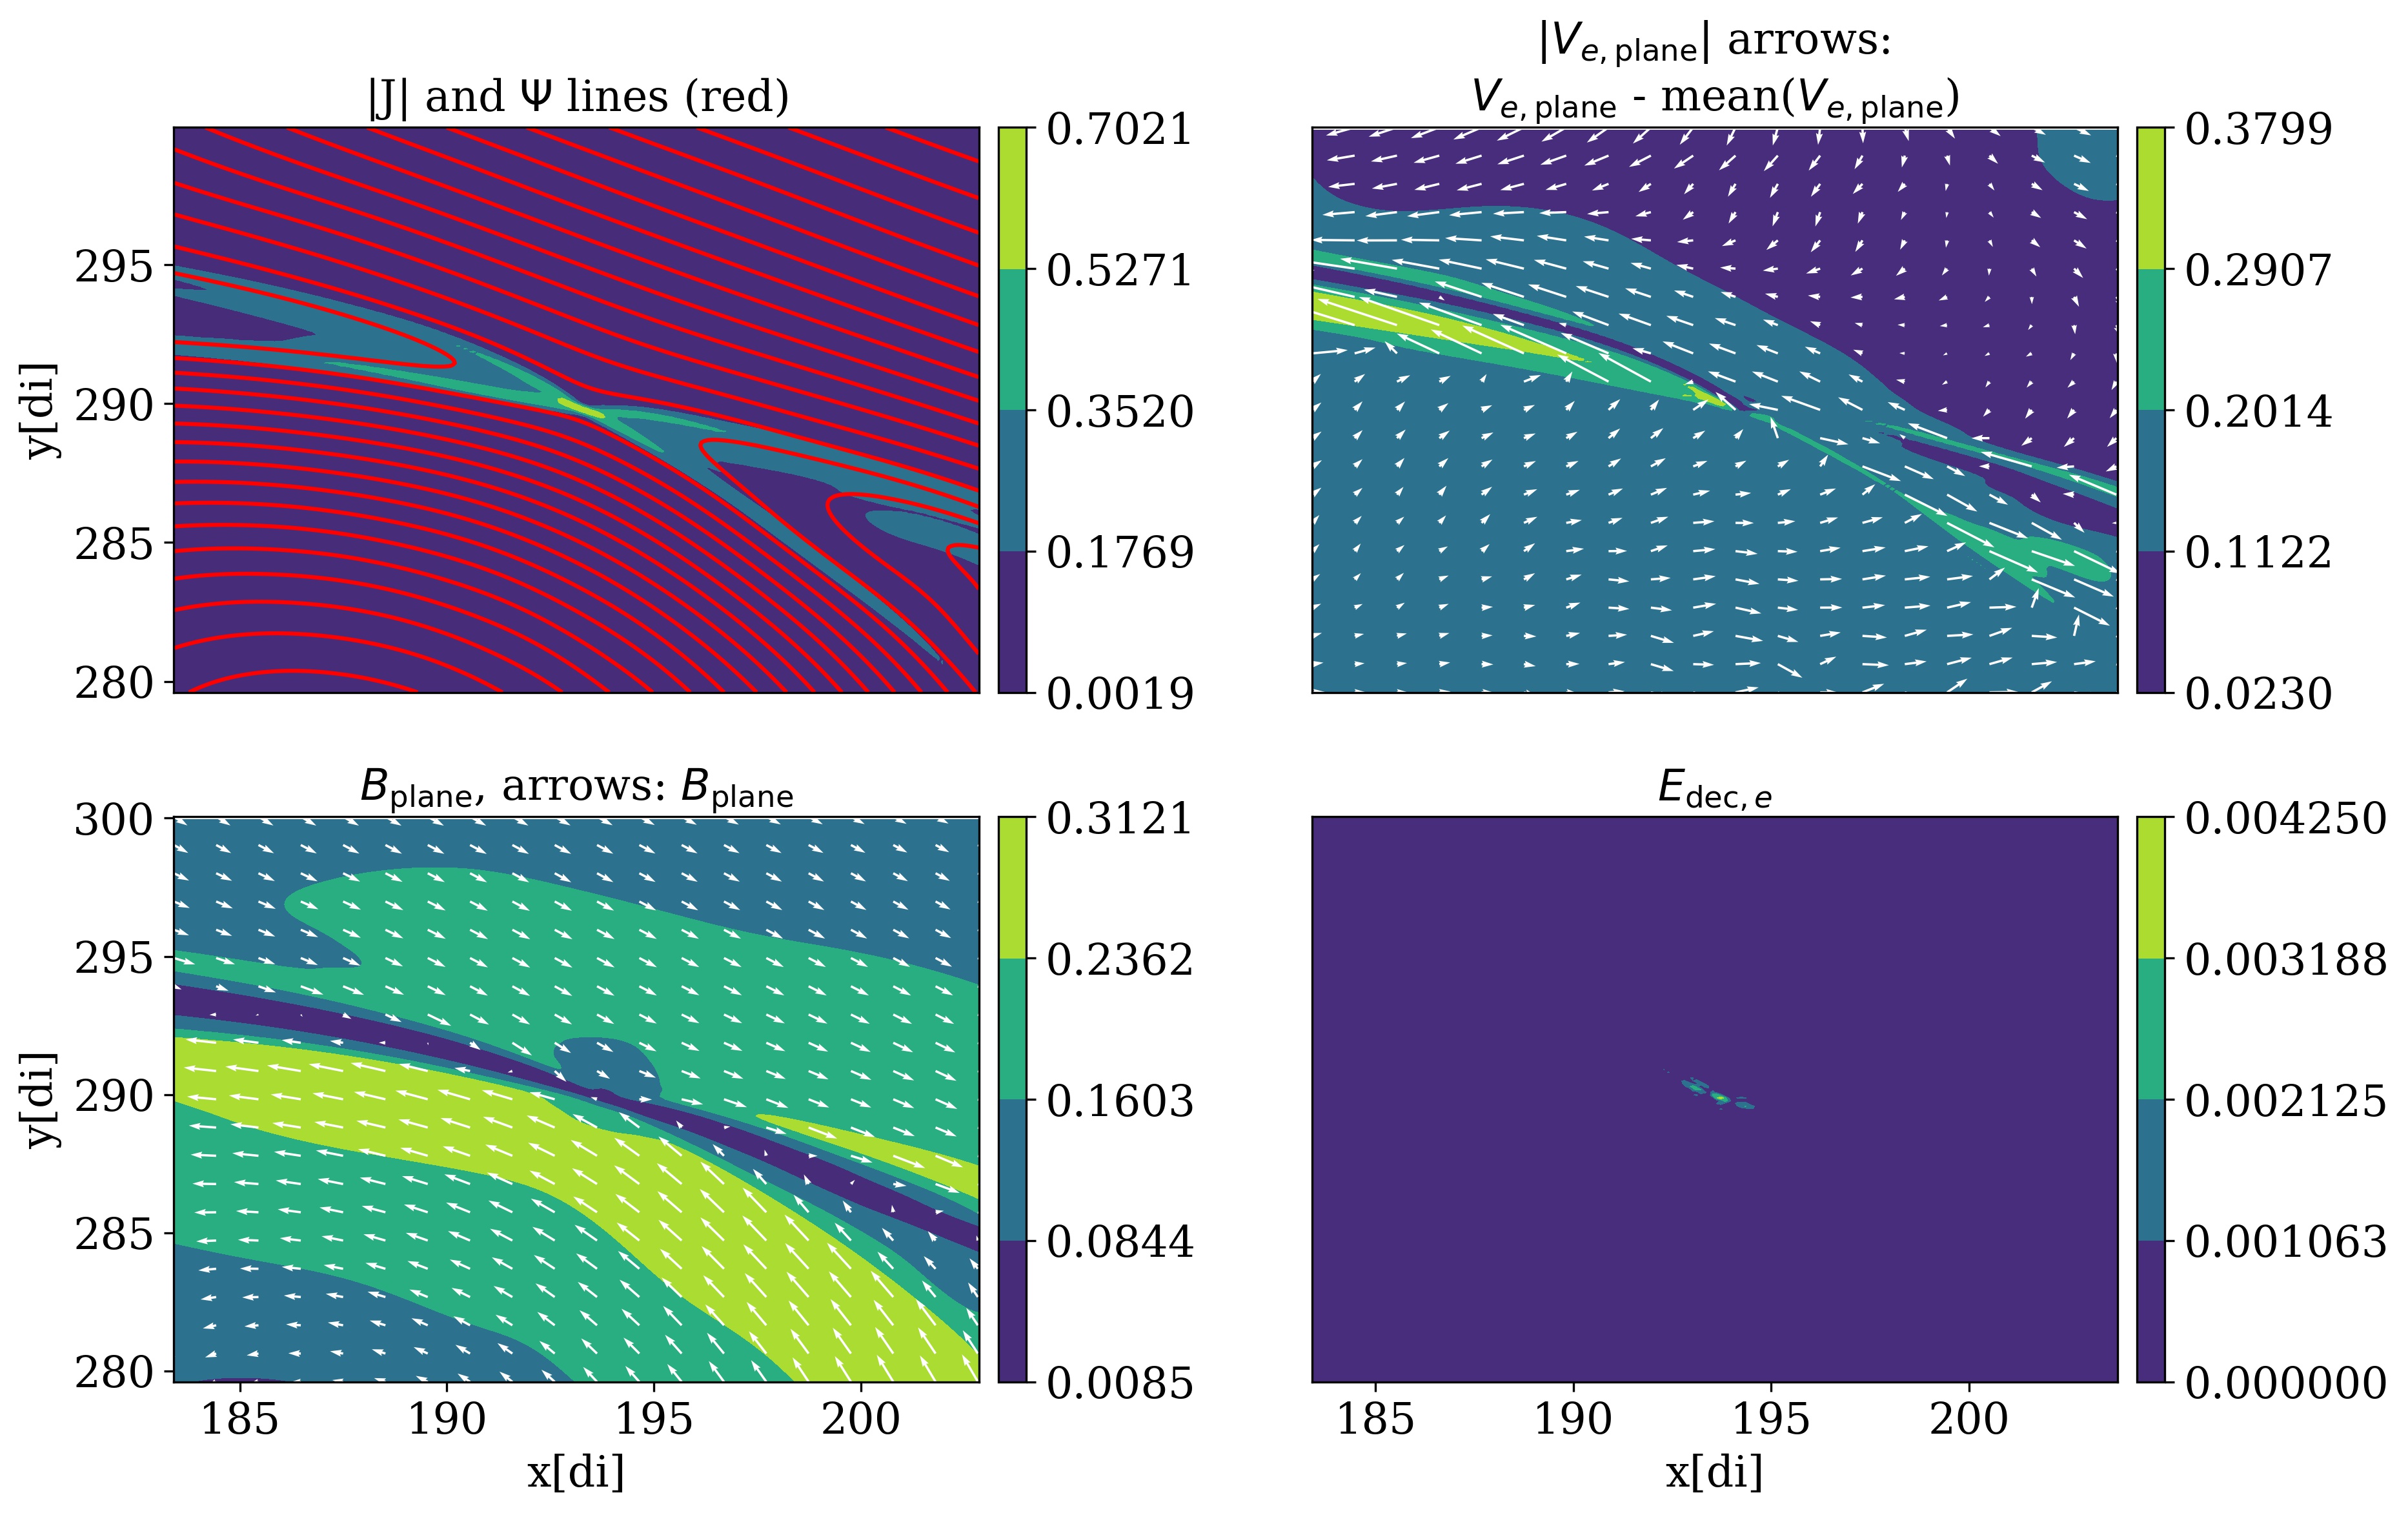 |J| and Ψ lines (red)
295
290
285
280
y[di]
0.7021
0.5271
0.3520
0.1769
0.0019
|V_{e, plane}| arrows:
V_{e, plane} - mean(V_{e, plane})
0.3799
0.2907
0.2014
0.1122
0.0230
B_{plane}, arrows: B_{plane}
300
295
290
285
280
y[di]
185 190 195 200
x[di]
0.3121
0.2362
0.1603
0.0844
0.0085
E_{dec, e}
185 190 195 200
x[di]
0.004250
0.003188
0.002125
0.001063
0.000000